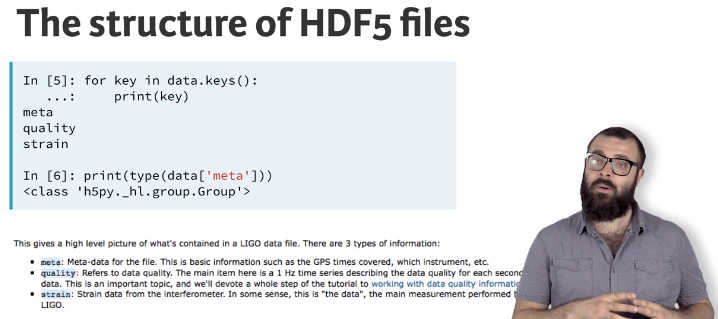 The structure of HDF5 files
In [5]: for key in data.keys():
   ...:     print(key)
meta
quality
strain
In [6]: print(type(data['meta']))
<class 'h5py._hl.group.Group'>
This gives a high level picture of what's contained in a LIGO data file. There are 3 types of information:
• meta: Meta-data for the file. This is basic information such as the GPS times covered, which instrument, etc.
• quality: Refers to data quality. The main item here is a 1 Hz time series describing the data quality for each second
data. This is an important topic, and we'll devote a whole step of the tutorial to working with data quality
• strain: Strain data from the interferometer. In some sense, this is "the data", the main measurement performed
LIGO.